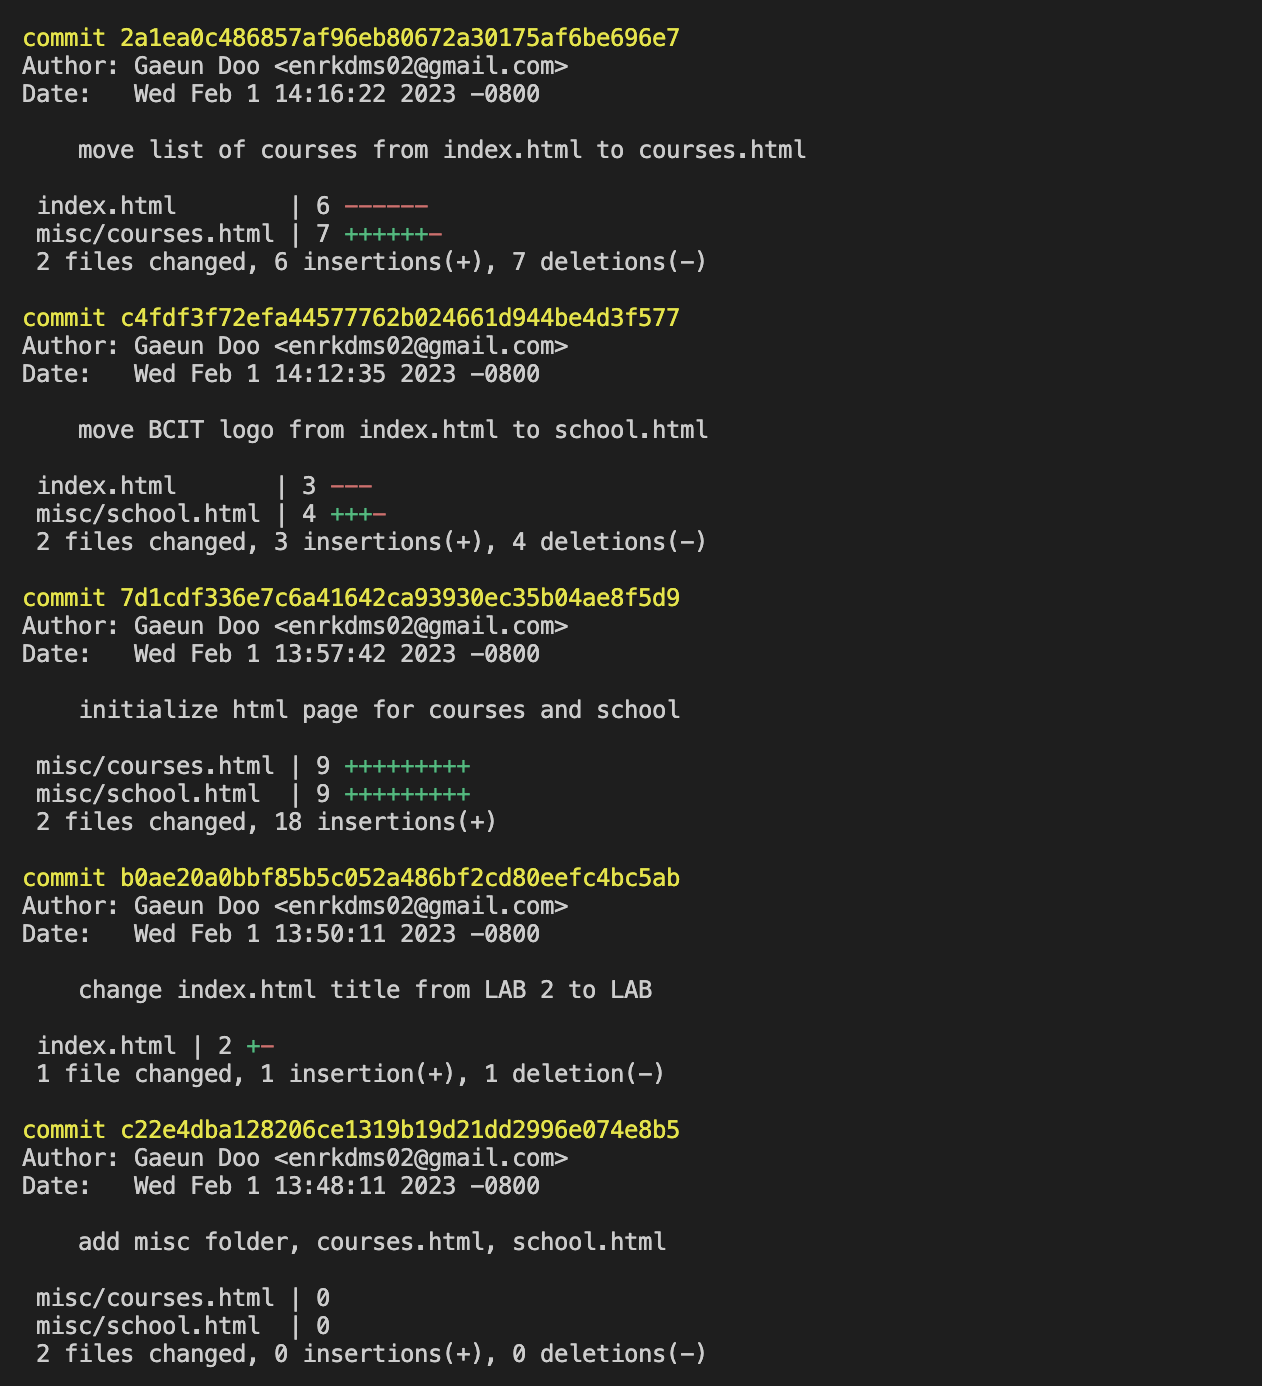 commit 2a1ea0c486857af96eb80672a30175af6be696e7
Author: Gaeun Doo <enrkdms02@gmail.com>
Date:   Wed Feb 1 14:16:22 2023 -0800

    move list of courses from index.html to courses.html

 index.html        | 6 ------
 misc/courses.html | 7 ++++++-
 2 files changed, 6 insertions(+), 7 deletions(-)

commit c4fdf3f72efa44577762b024661d944be4d3f577
Author: Gaeun Doo <enrkdms02@gmail.com>
Date:   Wed Feb 1 14:12:35 2023 -0800

    move BCIT logo from index.html to school.html

 index.html       | 3 ---
 misc/school.html | 4 +++-
 2 files changed, 3 insertions(+), 4 deletions(-)

commit 7d1cdf336e7c6a41642ca93930ec35b04ae8f5d9
Author: Gaeun Doo <enrkdms02@gmail.com>
Date:   Wed Feb 1 13:57:42 2023 -0800

    initialize html page for courses and school

 misc/courses.html | 9 +++++++++
 misc/school.html  | 9 +++++++++
 2 files changed, 18 insertions(+)

commit b0ae20a0bbf85b5c052a486bf2cd80eefc4bc5ab
Author: Gaeun Doo <enrkdms02@gmail.com>
Date:   Wed Feb 1 13:50:11 2023 -0800

    change index.html title from LAB 2 to LAB

 index.html | 2 +-
 1 file changed, 1 insertion(+), 1 deletion(-)

commit c22e4dba128206ce1319b19d21dd2996e074e8b5
Author: Gaeun Doo <enrkdms02@gmail.com>
Date:   Wed Feb 1 13:48:11 2023 -0800

    add misc folder, courses.html, school.html

 misc/courses.html | 0
 misc/school.html  | 0
 2 files changed, 0 insertions(+), 0 deletions(-)